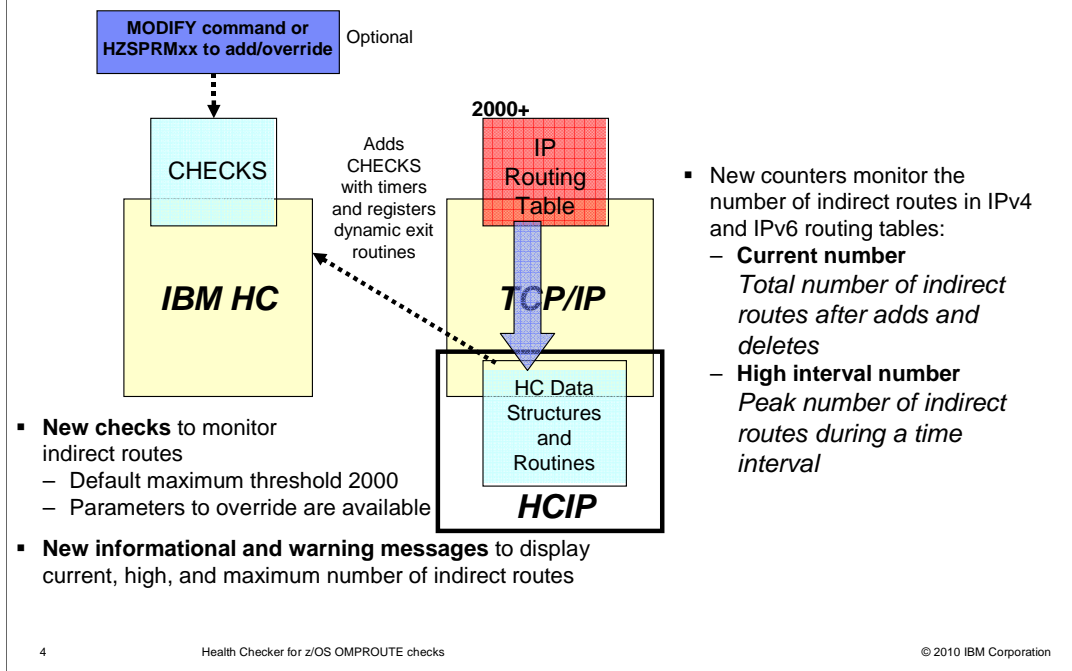 MODIFY command or
HZSPRMxx to add/override
Optional
CHECKS
IBM HC
Adds
CHECKS
with timers
and registers
dynamic exit
routines
2000+
IP
Routing
Table
TCP/IP
HC Data
Structures
and
Routines
HCIP
▪ New counters monitor the
number of indirect routes in IPv4
and IPv6 routing tables:
– Current number
Total number of indirect
routes after adds and
deletes
– High interval number
Peak number of indirect
routes during a time
interval
▪ New checks to monitor
indirect routes
– Default maximum threshold 2000
– Parameters to override are available
▪ New informational and warning messages to display
current, high, and maximum number of indirect routes
4 Health Checker for z/OS OMPROUTE checks © 2010 IBM Corporation